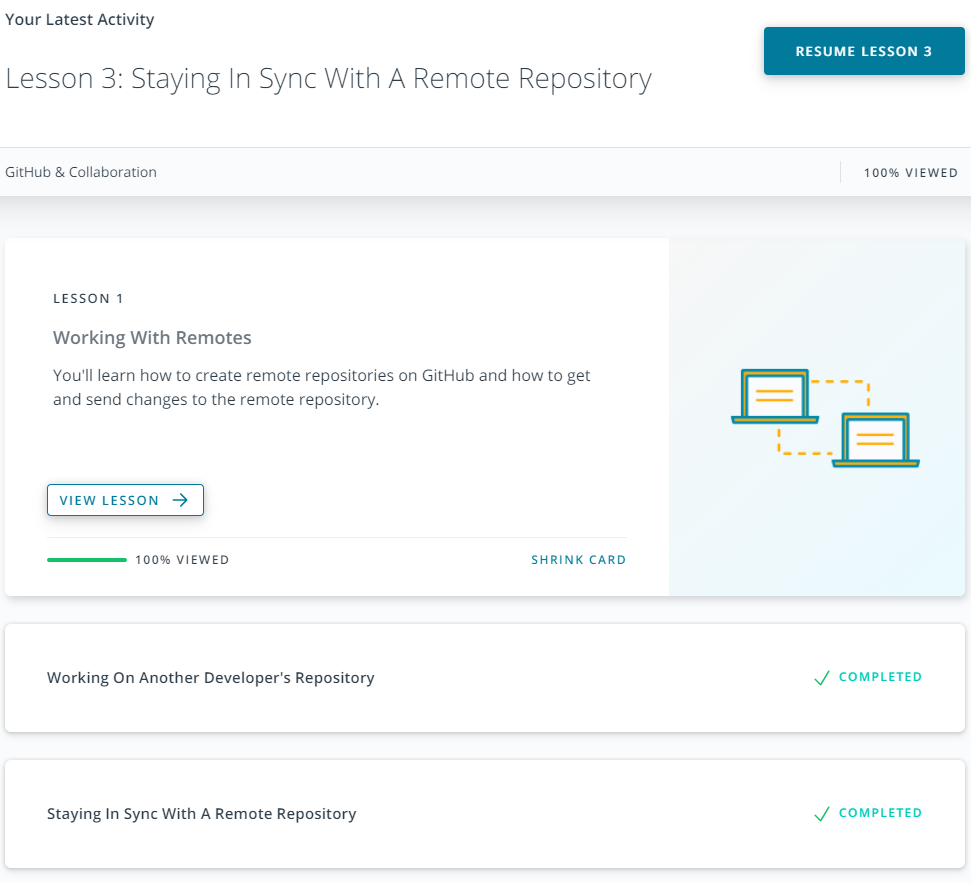 Your Latest Activity
RESUME LESSON 3
Lesson 3: Staying In Sync With A Remote Repository
GitHub & Collaboration
100% VIEWED
LESSON 1
Working With Remotes
You'll learn how to create remote repositories on GitHub and how to get
and send changes to the remote repository.
VIEW LESSON
100% VIEWED
SHRINK CARD
Working On Another Developer's Repository
COMPLETED
Staying In Sync With A Remote Repository
COMPLETED